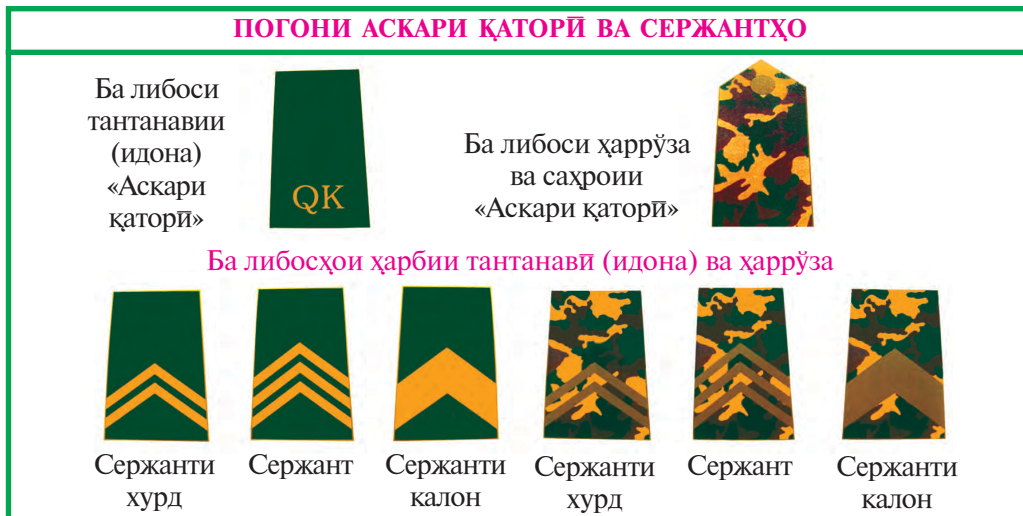 ПОГОНИ АСКАРИ ҚАТОРӢ ВА СЕРЖАНТҲО
Ба либоси
тантанавии
(идона)
«Аскари
қаторӣ»
QK
Ба либоси ҳаррӯза
ва саҳроии
«Аскари қаторӣ»
Ба либосҳои ҳарбии тантанавӣ (идона) ва ҳаррӯза
Сержанти
хурд
Сержант
Сержанти
калон
Сержанти
хурд
Сержант
Сержанти
калон